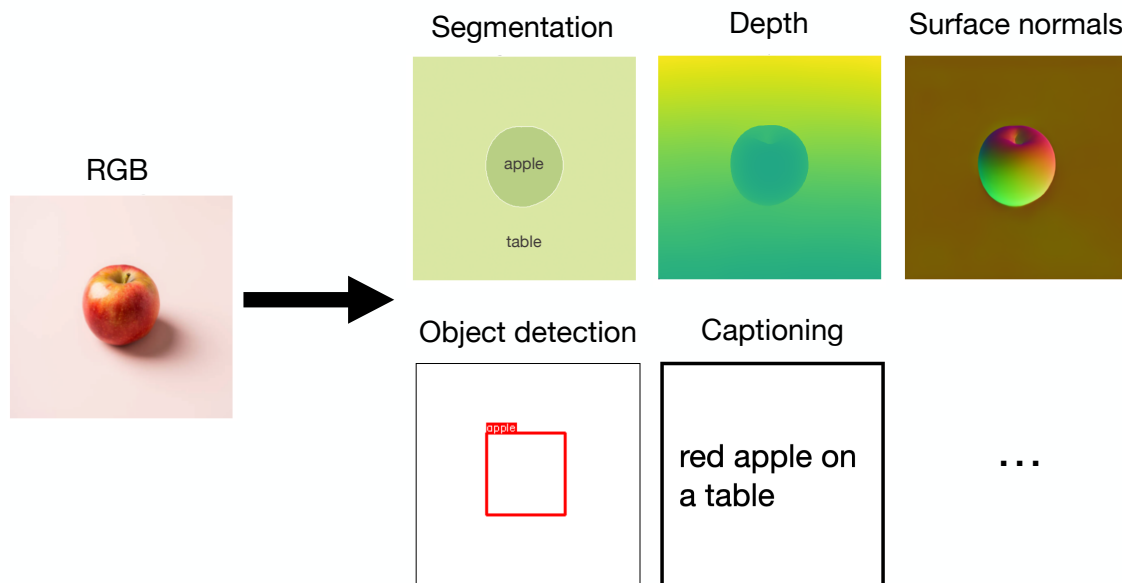 Segmentation
Depth
Surface normals
RGB
apple
table
Object detection
Captioning
apple
red apple on
a table
...